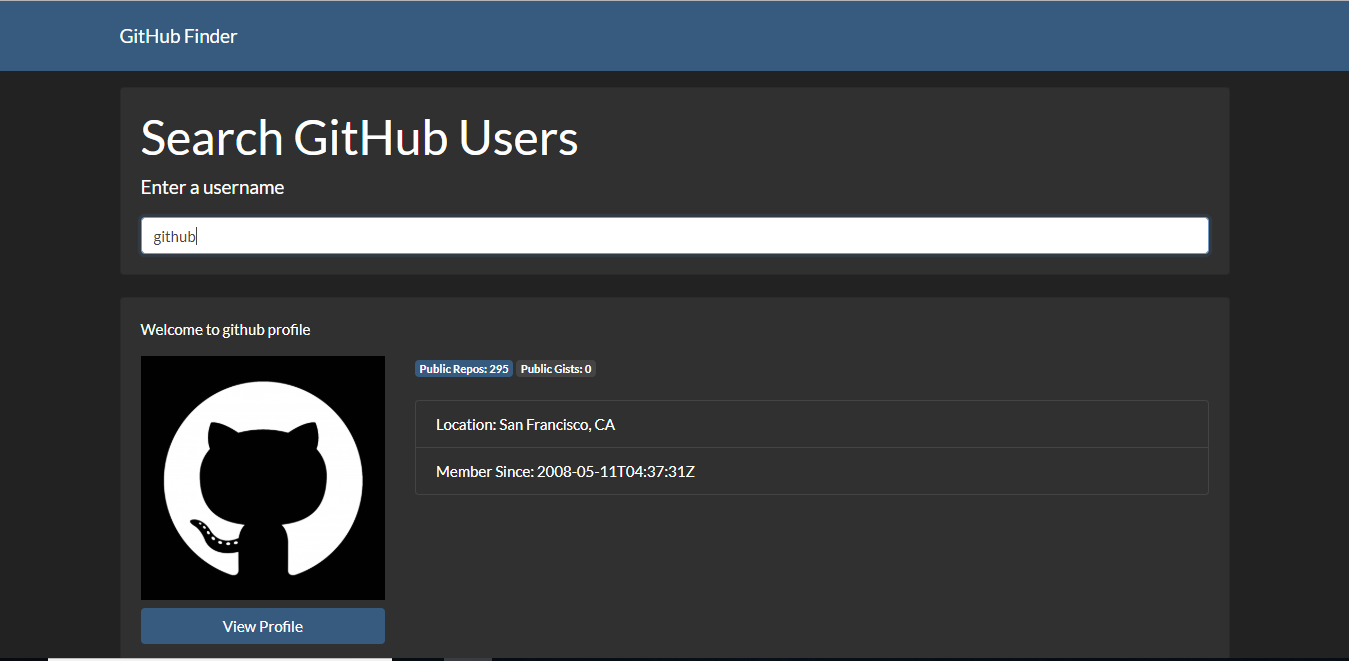 GitHub Finder
Search GitHub Users
Enter a username
github
Welcome to github profile
Public Repos: 295 Public Gists: 0
Location: San Francisco, CA
Member Since: 2008-05-11T04:37:31Z
View Profile